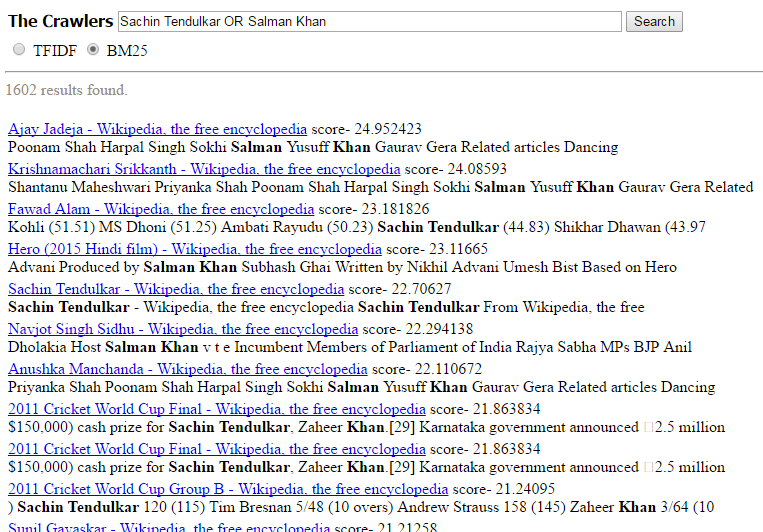 The Crawlers Sachin Tendulkar OR Salman Khan Search
TFIDF BM25
1602 results found.
Ajay Jadeja - Wikipedia, the free encyclopedia score- 24.952423
Poonam Shah Harpal Singh Sokhi Salman Yusuff Khan Gaurav Gera Related articles Dancing
Krishnamachari Srikkanth - Wikipedia, the free encyclopedia score- 24.08593
Shantanu Maheshwari Priyanka Shah Poonam Shah Harpal Singh Sokhi Salman Yusuff Khan Gaurav Gera Related
Fawad Alam - Wikipedia, the free encyclopedia score- 23.181826
Kohli (51.51) MS Dhoni (51.25) Ambati Rayudu (50.23) Sachin Tendulkar (44.83) Shikhar Dhawan (43.97
Hero (2015 Hindi film) - Wikipedia, the free encyclopedia score- 23.11665
Advani Produced by Salman Khan Subhash Ghai Written by Nikhil Advani Umesh Bist Based on Hero
Sachin Tendulkar - Wikipedia, the free encyclopedia score- 22.70627
Sachin Tendulkar - Wikipedia, the free encyclopedia Sachin Tendulkar From Wikipedia, the free
Navjot Singh Sidhu - Wikipedia, the free encyclopedia score- 22.294138
Dholakia Host Salman Khan v t e Incumbent Members of Parliament of India Rajya Sabha MPs BJP Anil
Anushka Manchanda - Wikipedia, the free encyclopedia score- 22.110672
Priyanka Shah Poonam Shah Harpal Singh Sokhi Salman Yusuff Khan Gaurav Gera Related articles Dancing
2011 Cricket World Cup Final - Wikipedia, the free encyclopedia score- 21.863834
$150,000) cash prize for Sachin Tendulkar, Zaheer Khan.[29] Karnataka government announced 2.5 million
2011 Cricket World Cup Final - Wikipedia, the free encyclopedia score- 21.863834
$150,000) cash prize for Sachin Tendulkar, Zaheer Khan.[29] Karnataka government announced 2.5 million
2011 Cricket World Cup Group B - Wikipedia, the free encyclopedia score- 21.24095
) Sachin Tendulkar 120 (115) Tim Bresnan 5/48 (10 overs) Andrew Strauss 158 (145) Zaheer Khan 3/64 (10
Sunil Gavaskar - Wikipedia, the free encyclopedia score- 21.21258